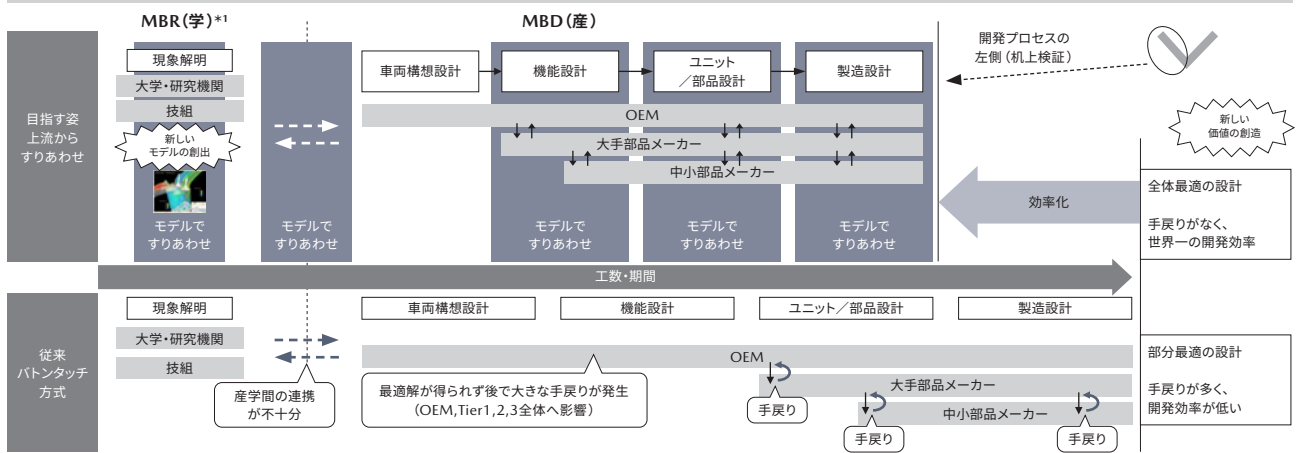 MBR（学）*1
MBD（産）
目指す姿
上流から
すりあわせ
現象解明
大学・研究機関
技組
新しい
モデルの創出
モデルで
すりあわせ
モデルで
すりあわせ
車両構想設計
機能設計
ユニット
／部品設計
製造設計
OEM
大手部品メーカー
中小部品メーカー
モデルで
すりあわせ
モデルで
すりあわせ
モデルで
すりあわせ
開発プロセスの
左側（机上検証）
新しい
価値の創造
効率化
全体最適の設計
手戻りがなく、
世界一の開発効率
工数・期間
従来
バトンタッチ
方式
現象解明
大学・研究機関
技組
産学間の連携
が不十分
車両構想設計
機能設計
ユニット／部品設計
製造設計
OEM
最適解が得られず後で大きな手戻りが発生
（OEM,Tier1,2,3全体へ影響）
手戻り
大手部品メーカー
中小部品メーカー
手戻り
手戻り
部分最適の設計
手戻りが多く、
開発効率が低い